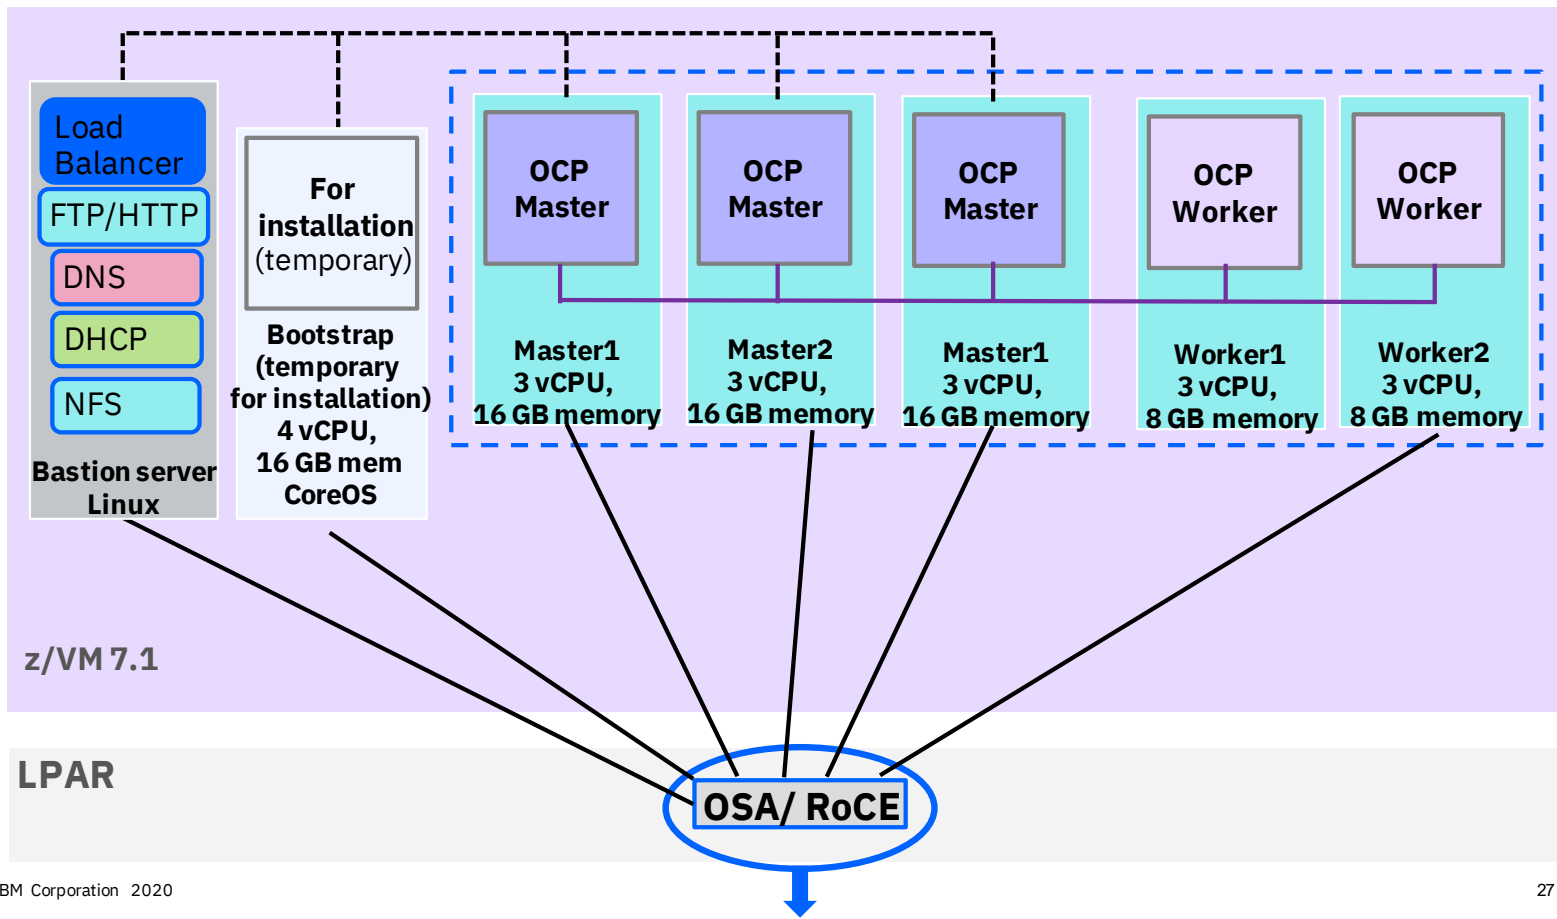 Load
Balancer
FTP/HTTP
DNS
DHCP
NFS
Bastion server
Linux
For
installation
(temporary)
Bootstrap
(temporary
for installation)
4 vCPU,
16 GB mem
CoreOS
OCP
Master
Master1
3 vCPU,
16 GB memory
OCP
Master
Master2
3 vCPU,
16 GB memory
OCP
Master
Master1
3 vCPU,
16 GB memory
OCP
Worker
Worker1
3 vCPU,
8 GB memory
OCP
Worker
Worker2
3 vCPU,
8 GB memory
z/VM 7.1
LPAR
OSA/ RoCE
BM Corporation 2020
27